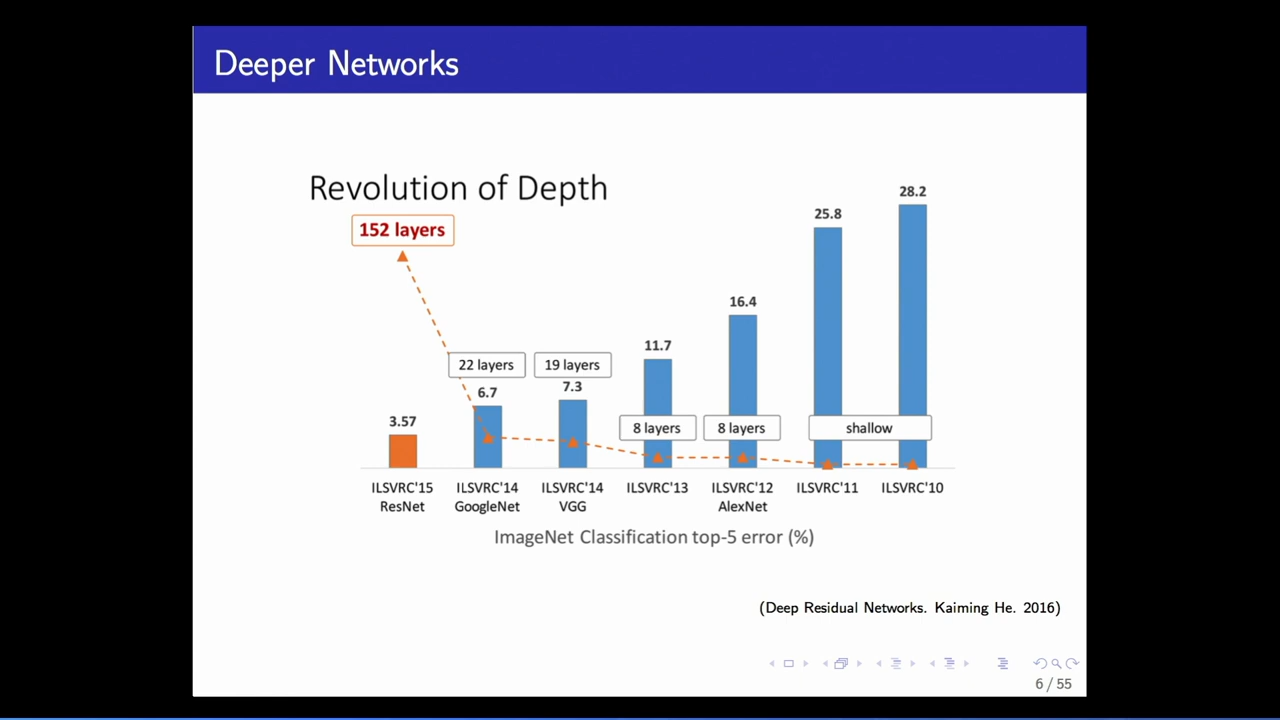 Deeper Networks
Revolution of Depth
28.2
25.8
152 layers
16.4
11.7
22 layers
19 layers
6.7
7.3
3.57
8 layers
8 layers
shallow
ILSVRC'15
ResNet
ILSVRC'14
GoogleNet
ILSVRC'14
VGG
ILSVRC'13
ILSVRC'12
AlexNet
ILSVRC'11
ILSVRC'10
ImageNet Classification top-5 error (%)
(Deep Residual Networks. Kaiming He. 2016)
6 / 55